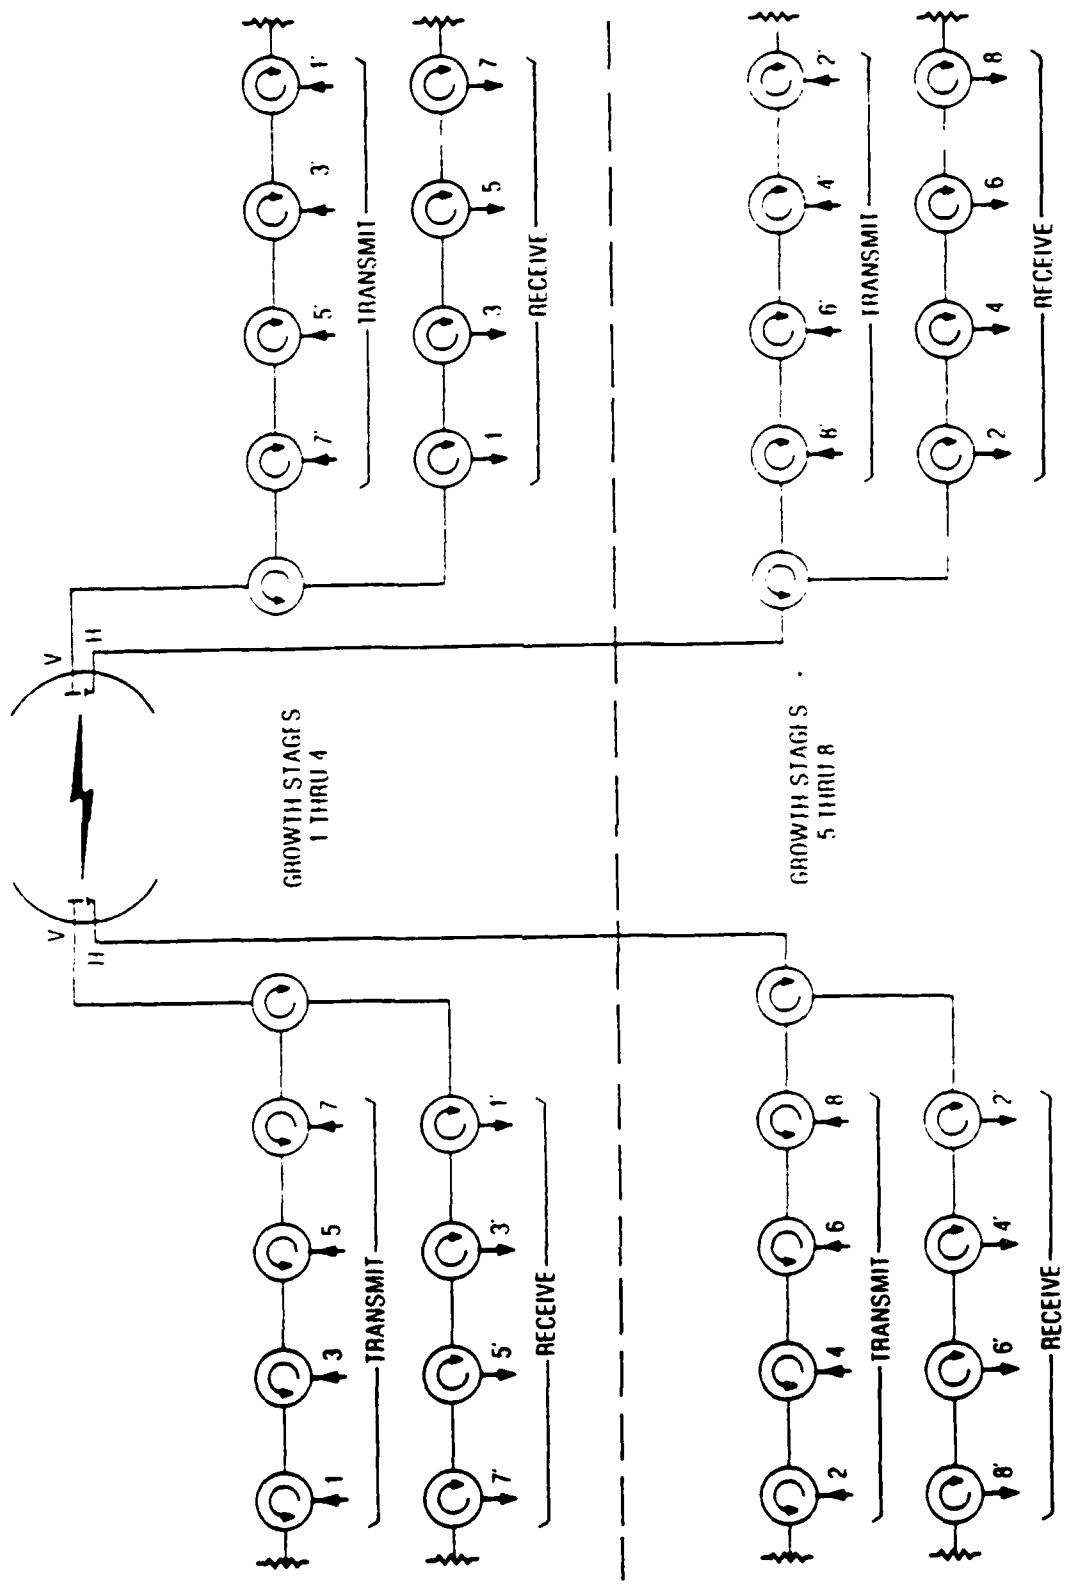 V V
H H
GROWTH STAGES
1 THRU 4
1 3 5 7 7' 5' 3' 1'
TRANSMIT TRANSMIT
7' 5' 3' 1' 1 3 5 7
RECEIVE RECEIVE
GROWTH STAGES
5 THRU 8
2 4 6 8 8' 6' 4' 2'
TRANSMIT TRANSMIT
8' 6' 4' 2' 2 4 6 8
RECEIVE RECEIVE